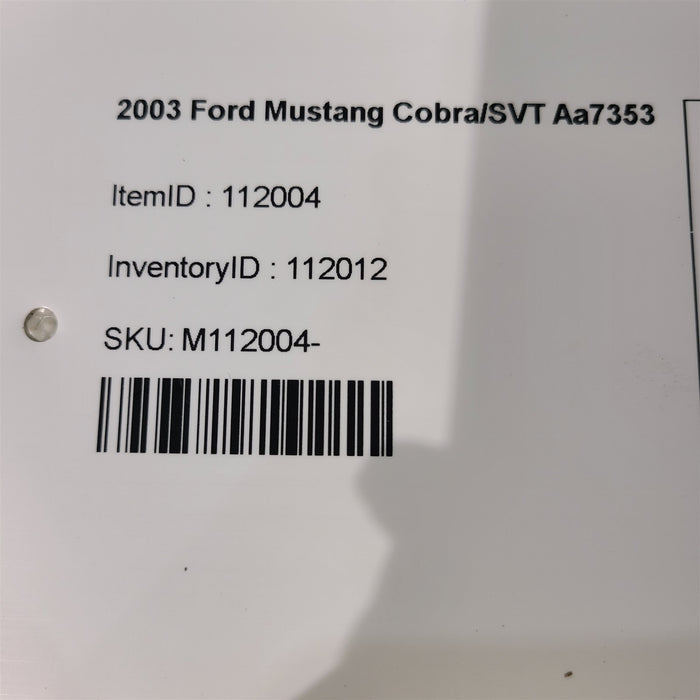 2003 Ford Mustang Cobra/SVT Aa7353
ItemID : 112004
InventoryID : 112012
SKU: M112004-